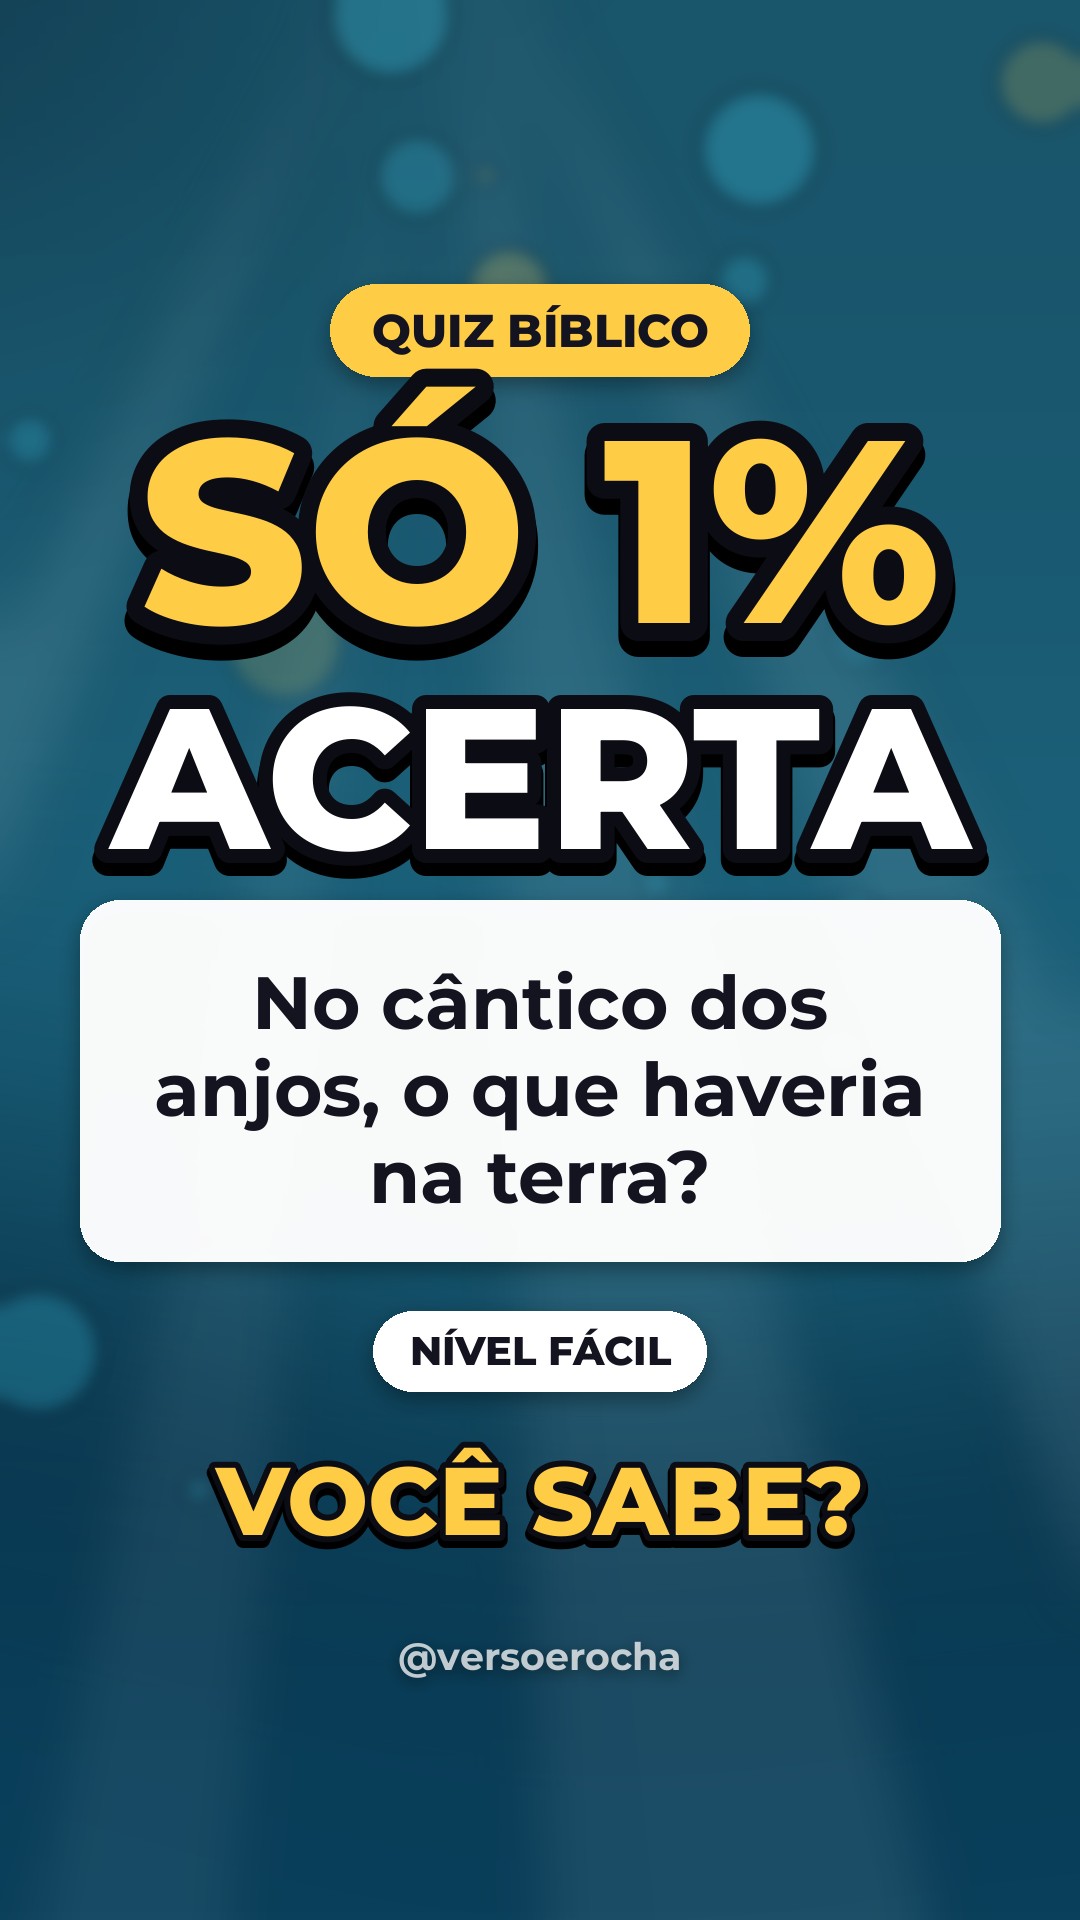 QUIZ BÍBLICO
SÓ 1%
ACERTA
No cântico dos
anjos, o que haveria
na terra?
NÍVEL FÁCIL
VOCÊ SABE?
@versoerocha